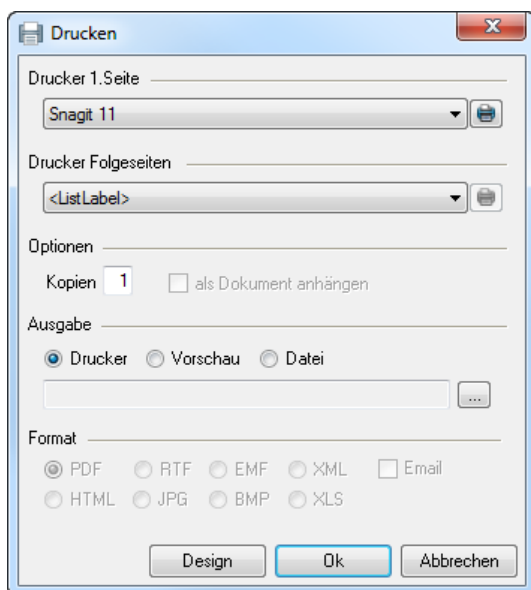 Drucken
Drucker 1.Seite
Snagit 11
Drucker Folgeseiten
<ListLabel>
Optionen
Kopien 1 als Dokument anhängen
Ausgabe
Drucker Vorschau Datei
...
Format
PDF RTF EMF XML Email
HTML JPG BMP XLS
Design Ok Abbrechen